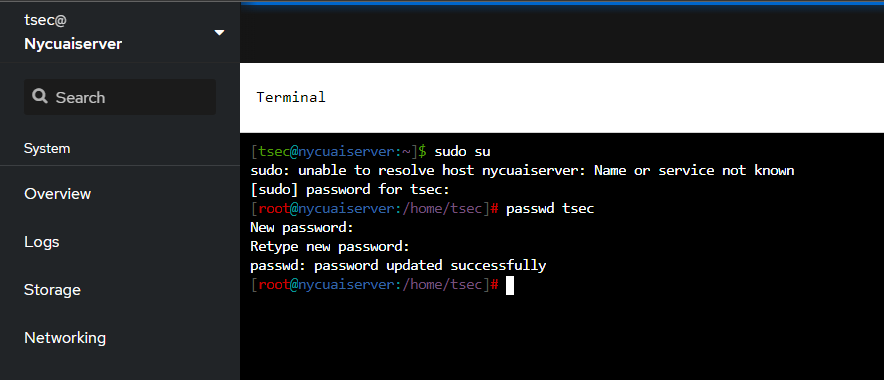 tsec@
Nycuaiserver
Search
System
Overview
Logs
Storage
Networking
Terminal
[tsec@nycuaiserver:~]$ sudo su
sudo: unable to resolve host nycuaiserver: Name or service not known
[sudo] password for tsec:
[root@nycuaiserver:/home/tsec]# passwd tsec
New password:
Retype new password:
passwd: password updated successfully
[root@nycuaiserver:/home/tsec]#